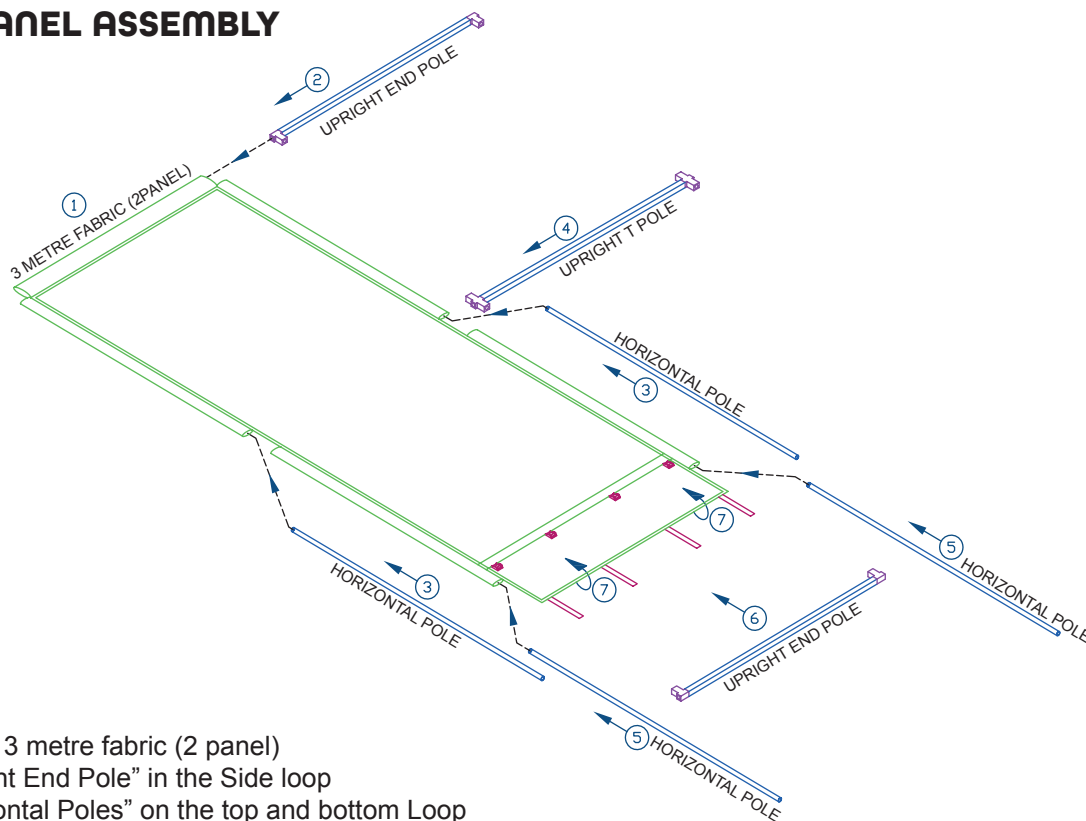 ANEL ASSEMBLY
2
UPRIGHT END POLE
1
3 METRE FABRIC (2PANEL)
4
UPRIGHT T POLE
HORIZONTAL POLE
3
7
5
HORIZONTAL POLE
7
3
HORIZONTAL POLE
6
UPRIGHT END POLE
5
HORIZONTAL POLE
3 metre fabric (2 panel)
nt End Pole” in the Side loop
ontal Poles” on the top and bottom Loop